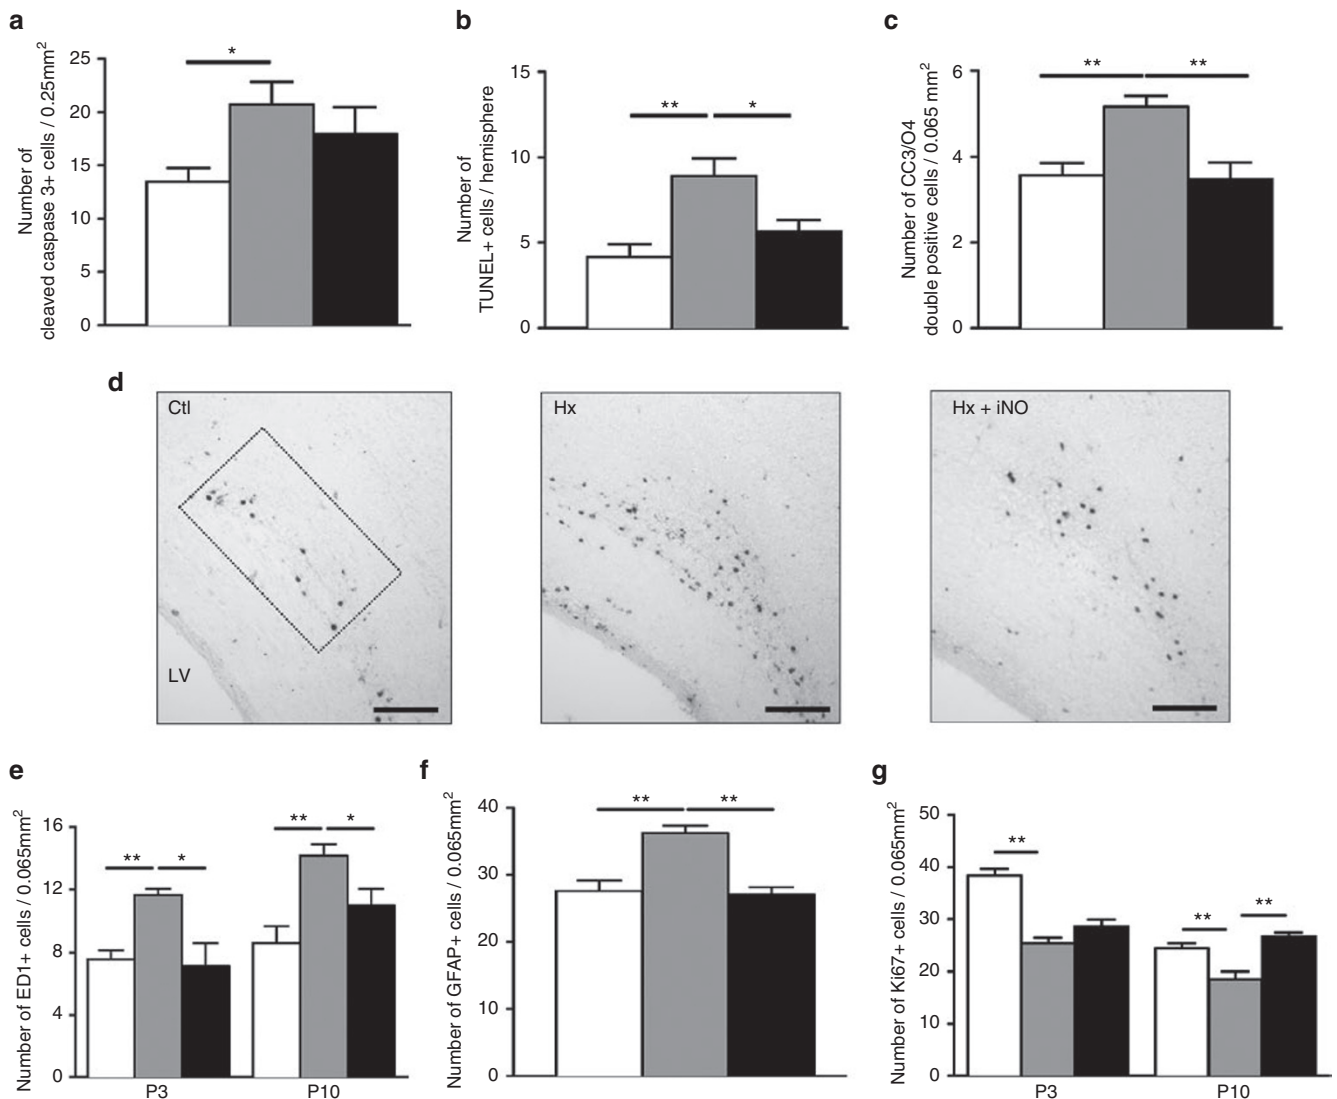 a
Number of
cleaved caspase 3+ cells / 0.25mm²
25
20
15
10
5
0
*
b
Number of
TUNEL+ cells / hemisphere
15
10
5
0
**
*
c
Number of CC3/O4
double positive cells / 0.065 mm²
6
4
2
0
**
**
d
Ctl
LV
Hx
Hx + iNO
e
Number of ED1+ cells / 0.065mm²
16
12
8
4
0
**
*
**
*
P3
P10
f
Number of GFAP+ cells / 0.065mm²
40
30
20
10
0
**
**
g
Number of Ki67+ cells / 0.065mm²
50
40
30
20
10
0
**
**
**
P3
P10